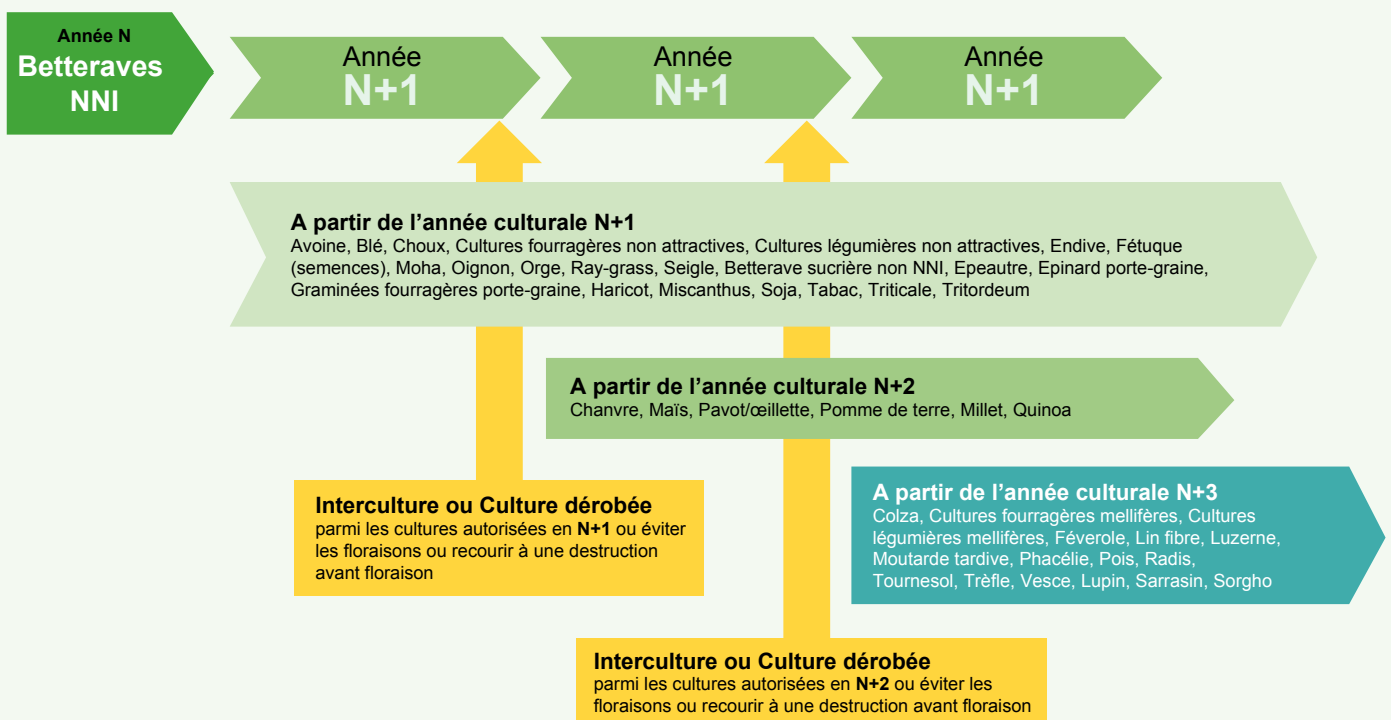 Année N
Betteraves
NNI
Année
N+1
Année
N+1
Année
N+1
A partir de l’année culturale N+1
Avoine, Blé, Choux, Cultures fourragères non attractives, Cultures légumières non attractives, Endive, Fétuque
(semences), Moha, Oignon, Orge, Ray-grass, Seigle, Betterave sucrière non NNI, Epeautre, Epinard porte-graine,
Graminées fourragères porte-graine, Haricot, Miscanthus, Soja, Tabac, Triticale, Tritordeum
A partir de l’année culturale N+2
Chanvre, Maïs, Pavot/œillette, Pomme de terre, Millet, Quinoa
A partir de l’année culturale N+3
Colza, Cultures fourragères mellifères, Cultures
légumières mellifères, Féverole, Lin fibre, Luzerne,
Moutarde tardive, Phacélie, Pois, Radis,
Tournesol, Trèfle, Vesce, Lupin, Sarrasin, Sorgho
Interculture ou Culture dérobée
parmi les cultures autorisées en N+1 ou éviter
les floraisons ou recourir à une destruction
avant floraison
Interculture ou Culture dérobée
parmi les cultures autorisées en N+2 ou éviter les
floraisons ou recourir à une destruction avant floraison